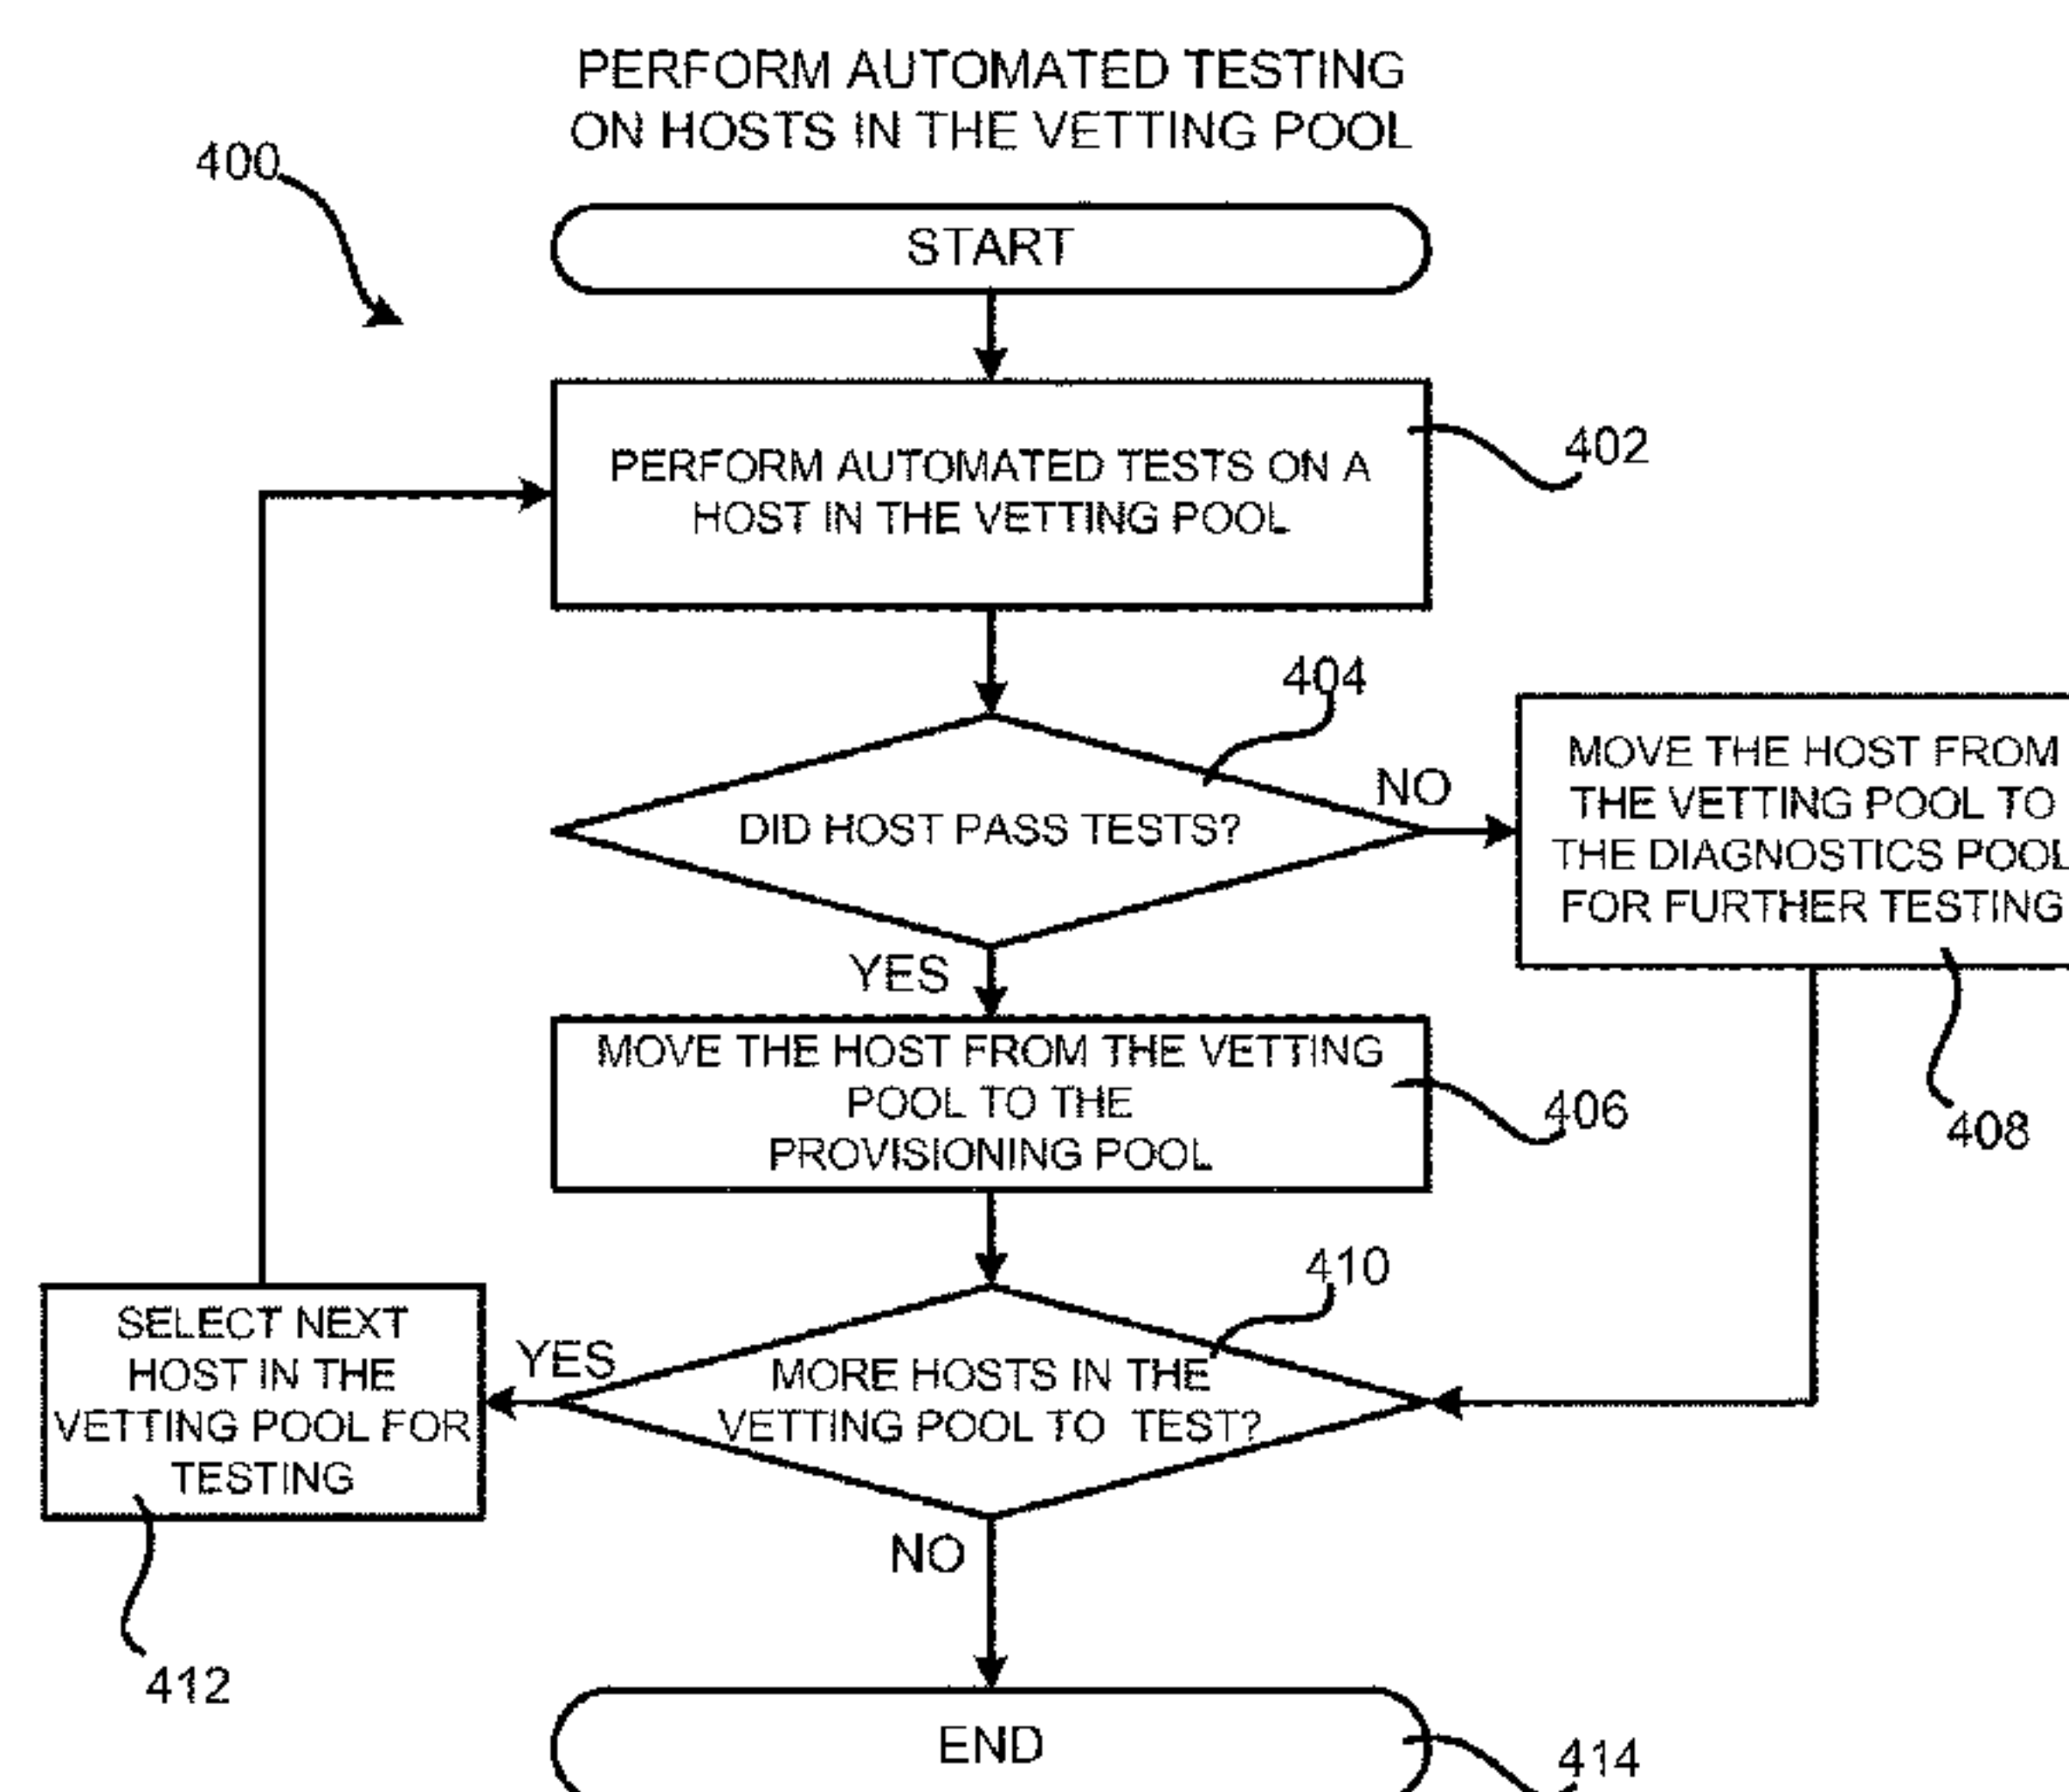 PERFORM AUTOMATED TESTING
ON HOSTS IN THE VETTING POOL
400
START
PERFORM AUTOMATED TESTS ON A
HOST IN THE VETTING POOL
402
404
DID HOST PASS TESTS?
NO
MOVE THE HOST FROM
THE VETTING POOL TO
THE DIAGNOSTICS POOL
FOR FURTHER TESTING
408
YES
MOVE THE HOST FROM THE VETTING
POOL TO THE
PROVISIONING POOL
406
410
MORE HOSTS IN THE
VETTING POOL TO TEST?
YES
SELECT NEXT
HOST IN THE
VETTING POOL FOR
TESTING
412
NO
END
414